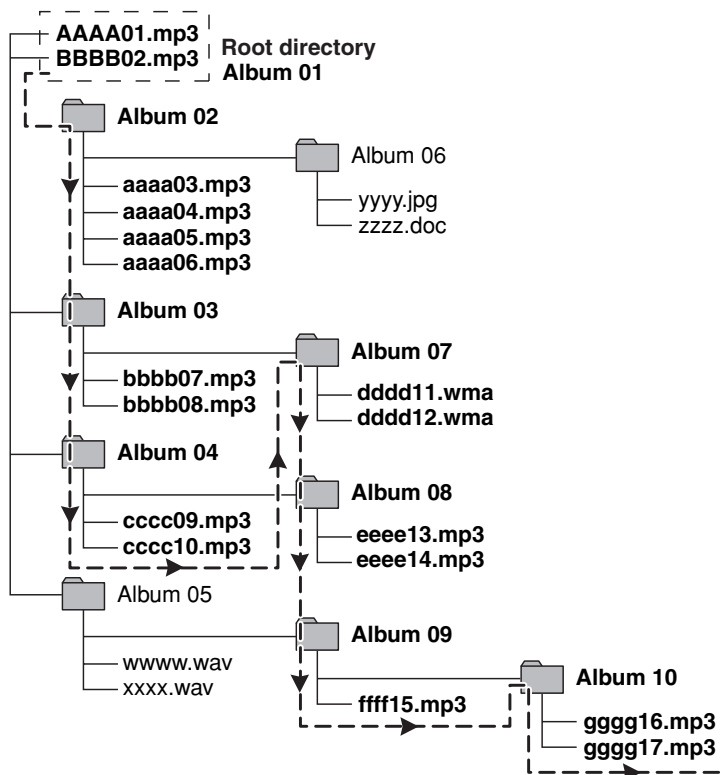 AAAA01.mp3
BBBB02.mp3
Root directory
Album 01
Album 02
Album 06
aaaa03.mp3
aaaa04.mp3
aaaa05.mp3
aaaa06.mp3
yyyy.jpg
zzzz.doc
Album 03
Album 07
bbbb07.mp3
bbbb08.mp3
dddd11.wma
dddd12.wma
Album 04
Album 08
cccc09.mp3
cccc10.mp3
eeee13.mp3
eeee14.mp3
Album 05
Album 09
wwww.wav
xxxx.wav
ffff15.mp3
Album 10
gggg16.mp3
gggg17.mp3